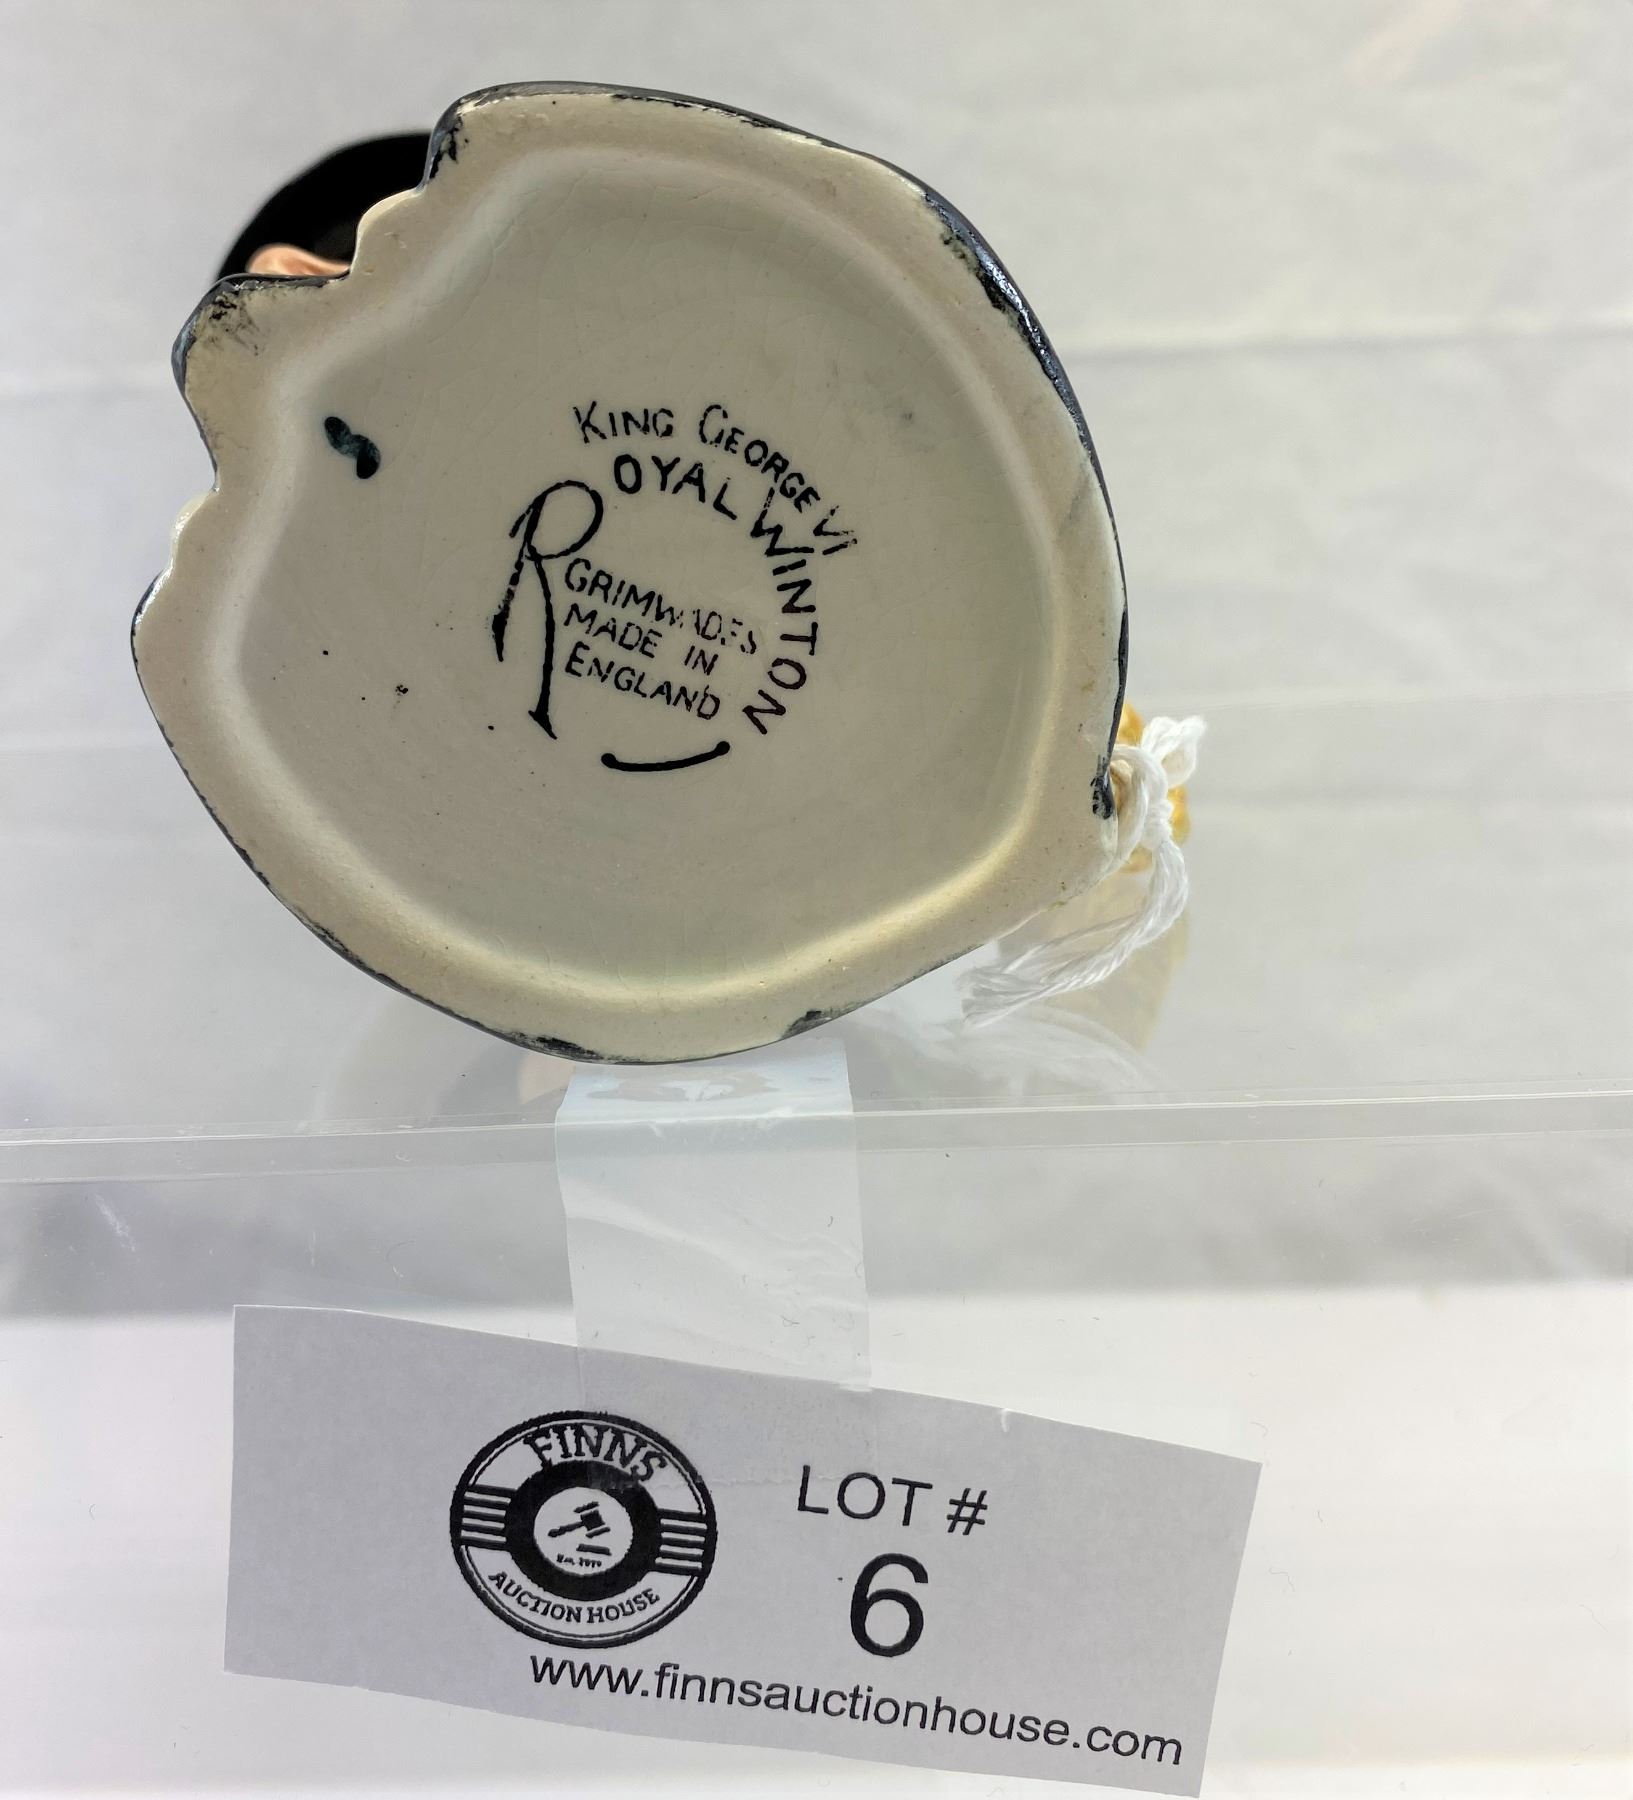 KING GEORGE VI
ROYAL WINTON
GRIMWADES
MADE IN
ENGLAND
FINNS
AUCTION HOUSE
LOT #
6
www.finnsauctionhouse.com